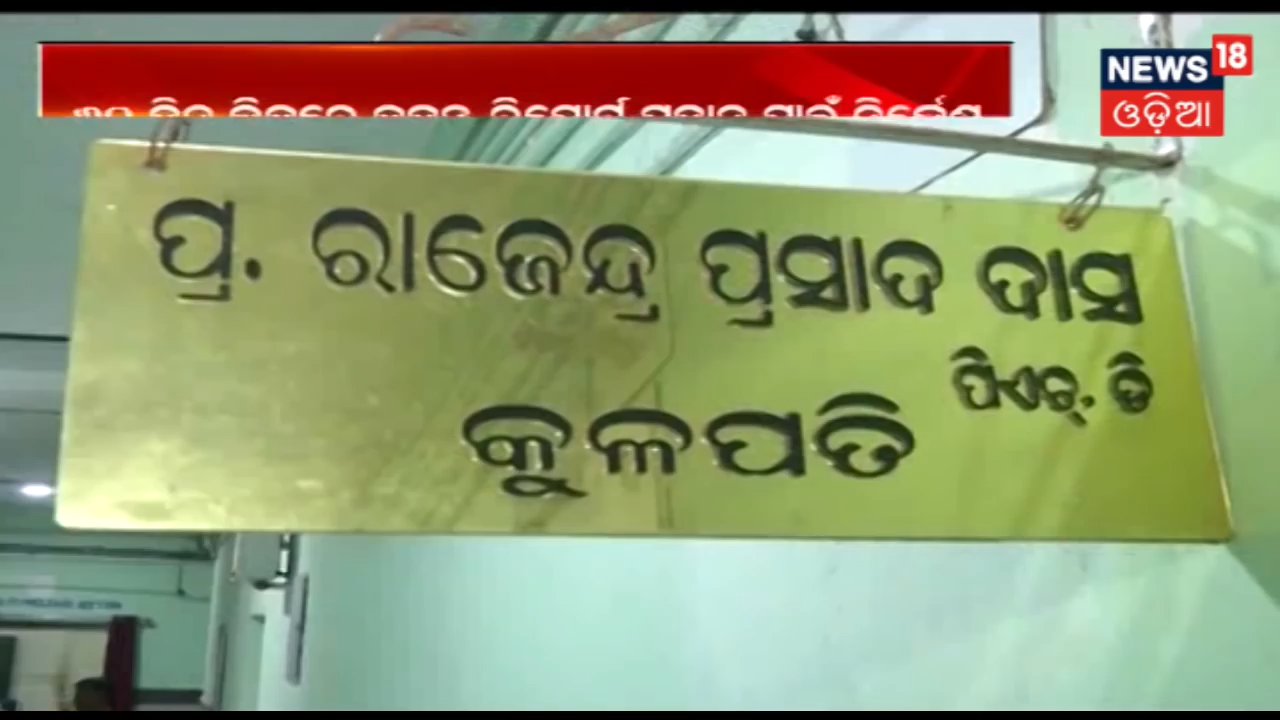 NEWS 18
ଓଡ଼ିଆ
ପ୍ର. ରାଜେନ୍ଦ୍ର ପ୍ରସାଦ ଦାସ
ପିଏଚ୍. ଡି
କୁଳପତି